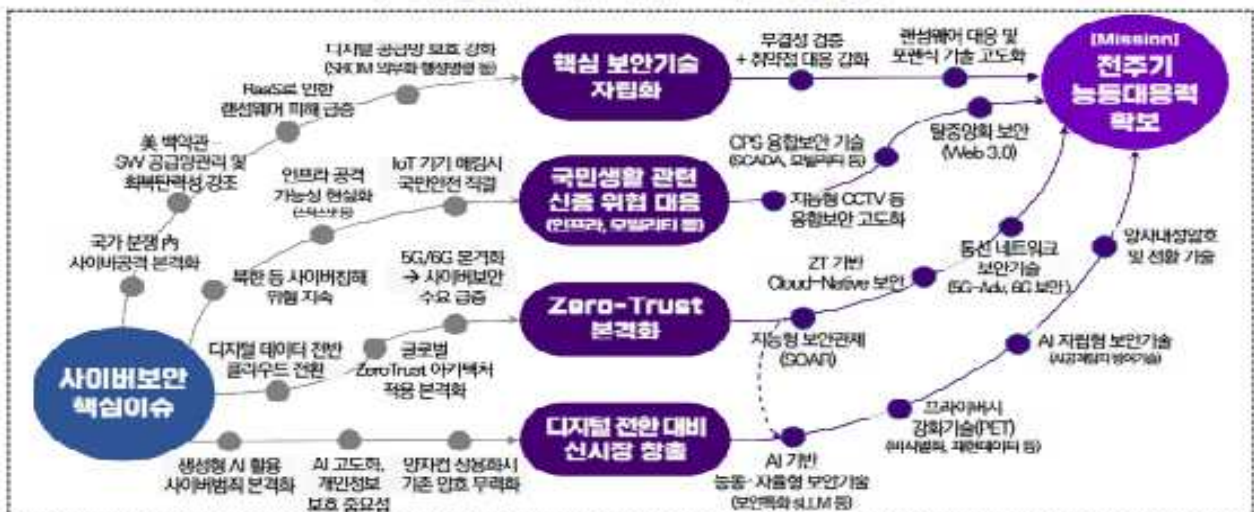 디지털 공급망 보호 강화
(SBOM 의무화 행정명령 등)
RaaS로 인한
랜섬웨어 피해 급증
美 백악관
SW 공급망관리 및
회복탄력성 강조
국가 분쟁 內
사이버공격 본격화
핵심 보안기술
자립화
무결성 검증
+ 취약점 대응 강화
랜섬웨어 대응 및
포렌식 기술 고도화
[Mission]
전주기
능동대응력
확보
인프라 공격
가능성 현실화
IoT 기기 해킹시
국민안전 직결
북한 등 사이버침해
위협 지속
국민생활 관련
신종 위협 대응
(인프라, 모빌리티 등)
CPS 융합보안 기술
(SCADA, 모빌리티 등)
지능형 CCTV 등
융합보안 고도화
탈중앙화 보안
(Web 3.0)
사이버보안
핵심이슈
디지털 데이터 전반
클라우드 전환
5G/6G 본격화
→ 사이버보안
수요 급증
글로벌
ZeroTrust 아키텍처
적용 본격화
Zero-Trust
본격화
지능형 보안관제
(SOAR)
ZT 기반
Cloud-Native 보안
통신 네트워크
보안기술
(5G-Adv, 6G 보안)
생성형 AI 활용
사이버범죄 본격화
AI 고도화,
개인정보
보호 중요성
양자컴 상용화시
기존 암호 무력화
디지털 전환 대비
신시장 창출
AI 기반
능동·자율형 보안기술
(보안특화 sLLM 등)
프라이버시
강화기술(PET)
(비식별화, 재현데이터 등)
AI 자립형 보안기술
양자내성암호
및 전환 기술